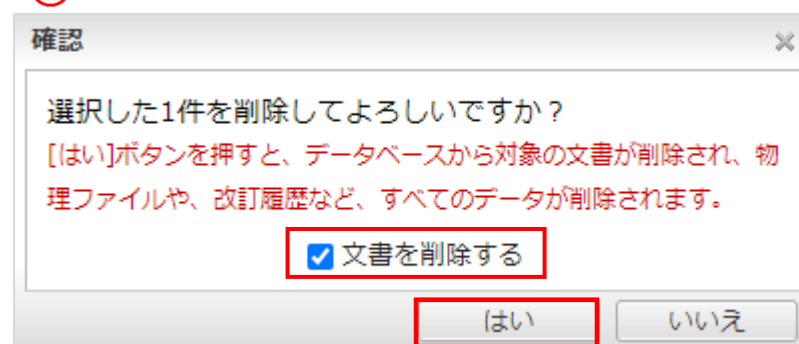 確認
選択した1件を削除してよろしいですか？
[はい]ボタンを押すと、データベースから対象の文書が削除され、物
理ファイルや、改訂履歴など、すべてのデータが削除されます。
文書を削除する
はい いいえ